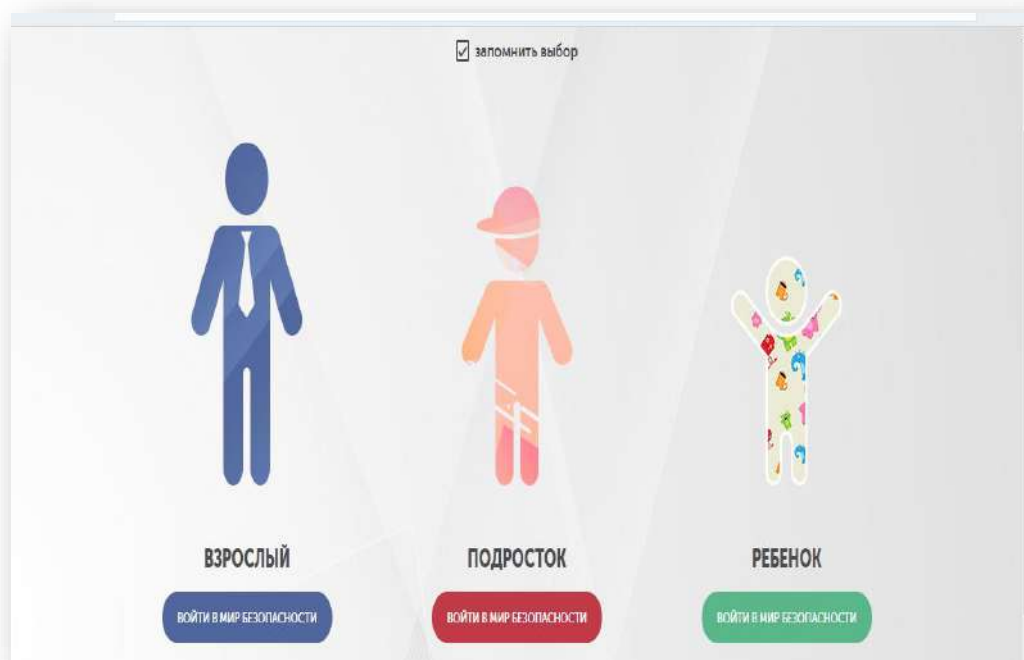 запомнить выбор
ВЗРОСЛЫЙ
ПОДРОСТОК
РЕБЕНОК
ВОЙТИ В МИР БЕЗОПАСНОСТИ
ВОЙТИ В МИР БЕЗОПАСНОСТИ
ВОЙТИ В МИР БЕЗОПАСНОСТИ